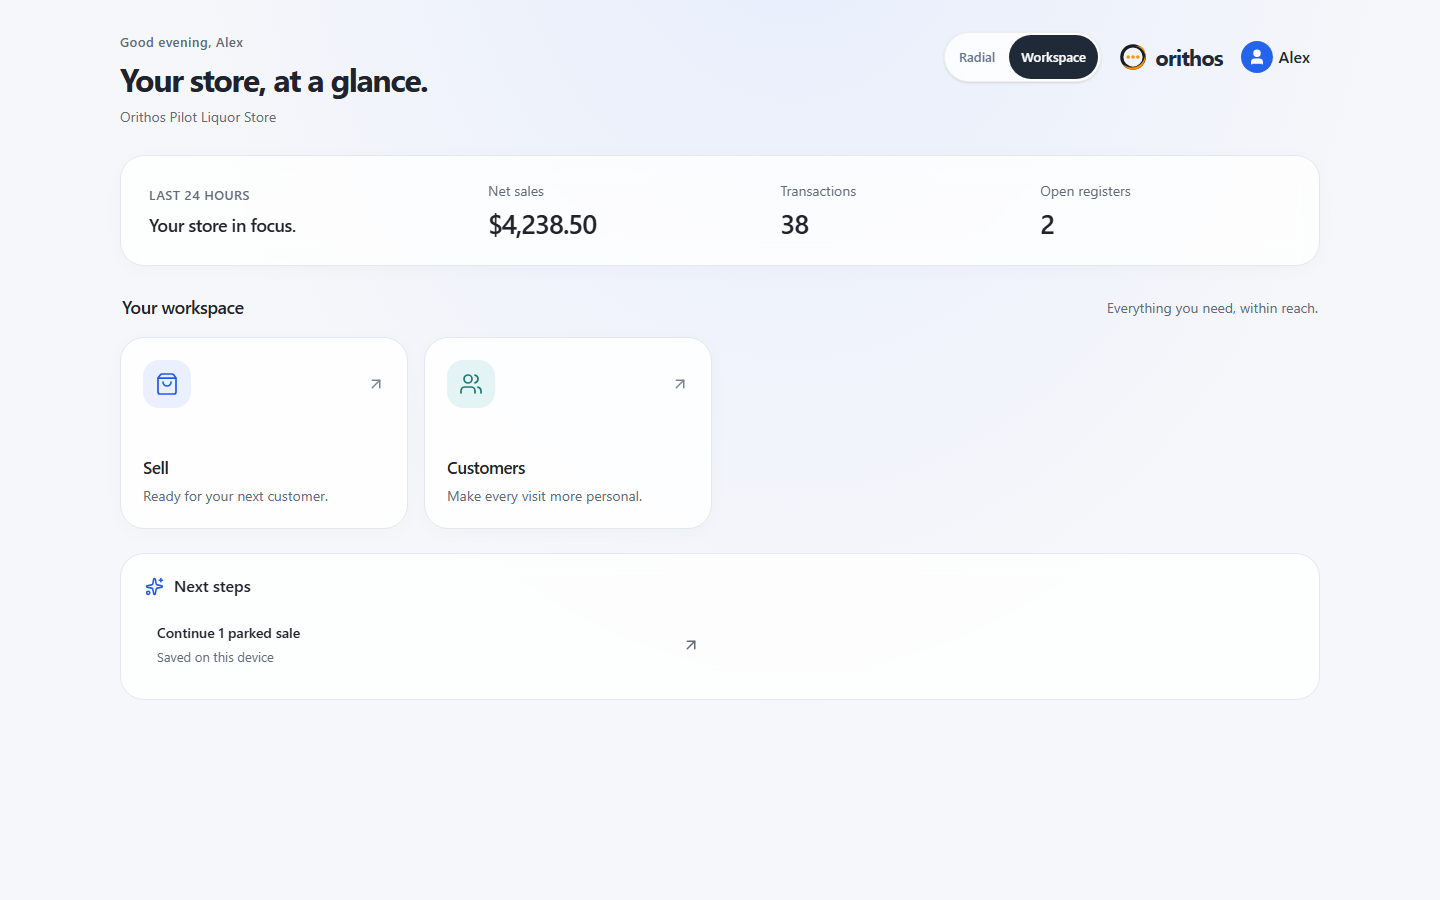 Good evening, Alex
Your store, at a glance.
Orithos Pilot Liquor Store
Radial
Workspace
orithos
Alex
LAST 24 HOURS
Your store in focus.
Net sales
$4,238.50
Transactions
38
Open registers
2
Your workspace
Everything you need, within reach.
Sell
Ready for your next customer.
Customers
Make every visit more personal.
Next steps
Continue 1 parked sale
Saved on this device